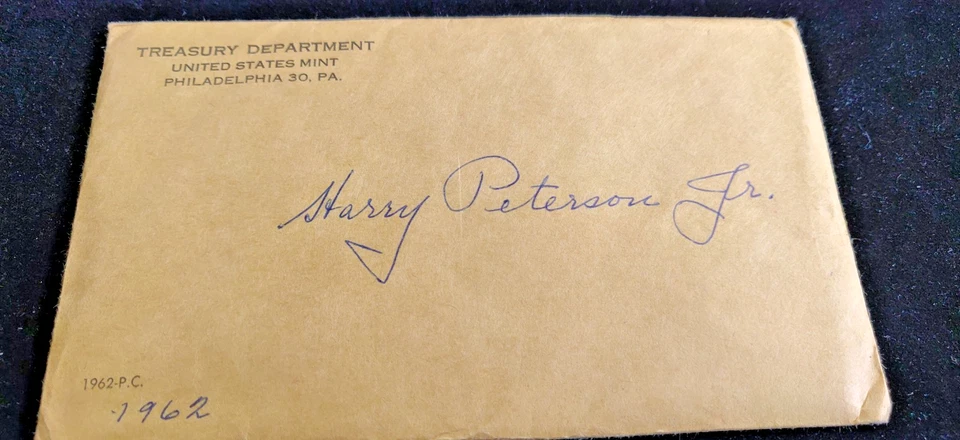 TREASURY DEPARTMENT
UNITED STATES MINT
PHILADELPHIA 30, PA.
Harry Peterson Jr.
1962-P.C.
1962